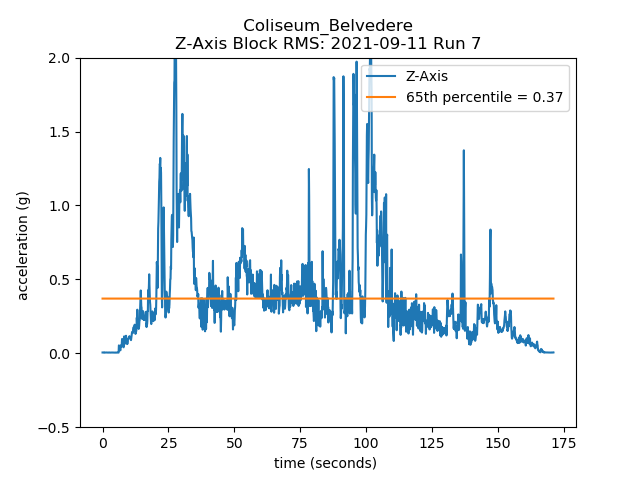 Coliseum_Belvedere
Z-Axis Block RMS: 2021-09-11 Run 7
Z-Axis
65th percentile = 0.37
acceleration (g)
2.0
1.5
1.0
0.5
0.0
−0.5
0
25
50
75
100
125
150
175
time (seconds)